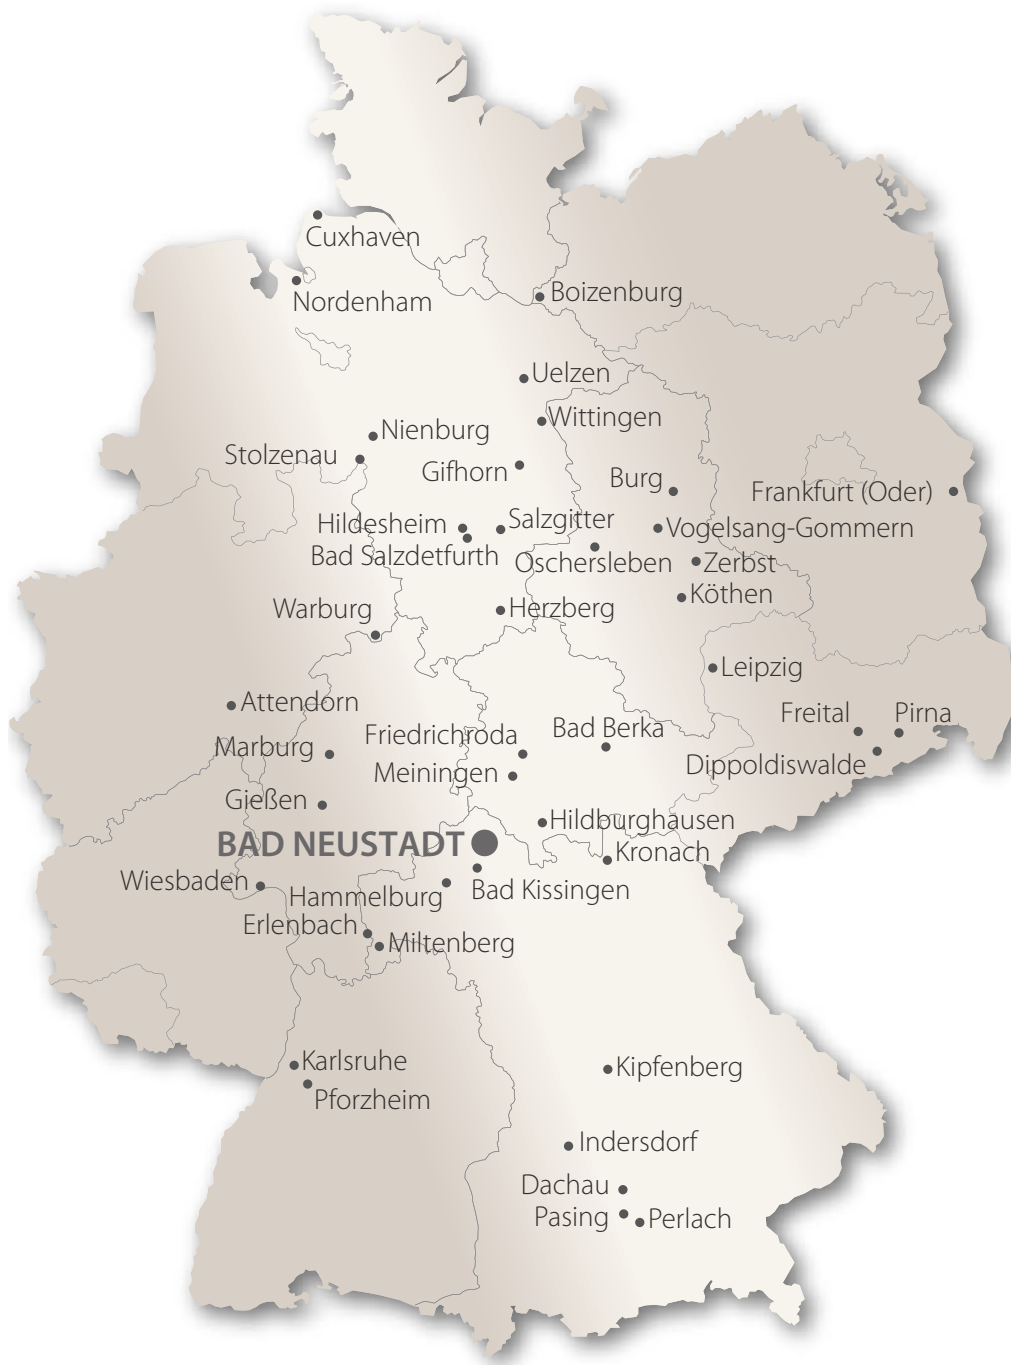 Cuxhaven
Nordenham
Boizenburg
Uelzen
Wittingen
Nienburg
Stolzenau
Gifhorn
Burg
Frankfurt (Oder)
Hildesheim
Salzgitter
Vogelsang-Gommern
Bad Salzdetfurth
Oschersleben
Zerbst
Köthen
Warburg
Herzberg
Leipzig
Attendorn
Freital
Pirna
Marburg
Friedrichroda
Bad Berka
Meiningen
Dippoldiswalde
Gießen
Hildburghausen
BAD NEUSTADT
Kronach
Wiesbaden
Hammelburg
Bad Kissingen
Erlenbach
Miltenberg
Karlsruhe
Kipfenberg
Pforzheim
Indersdorf
Dachau
Pasing
Perlach